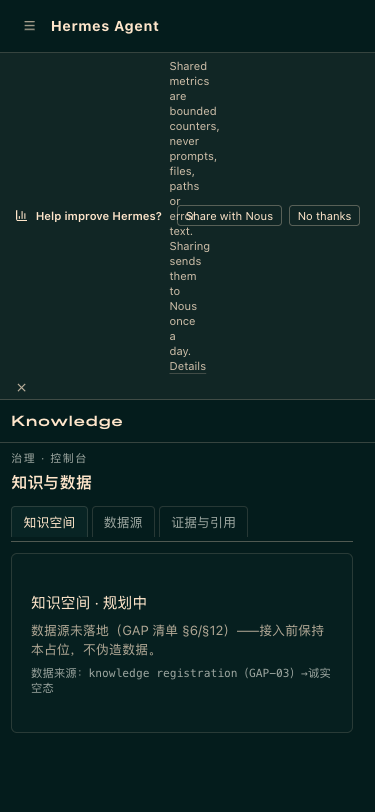 Hermes Agent
Shared
metrics
are
bounded
counters,
never
prompts,
files,
paths
or
error
text.
Sharing
sends
them
to
Nous
once
a
day.
Details
Help improve Hermes?
Share with Nous
No thanks
Knowledge
治理 · 控制台
知识与数据
知识空间
数据源
证据与引用
知识空间 · 规划中
数据源未落地（GAP 清单 §6/§12）——接入前保持
本占位，不伪造数据。
数据来源: knowledge registration (GAP-03) →诚实
空态